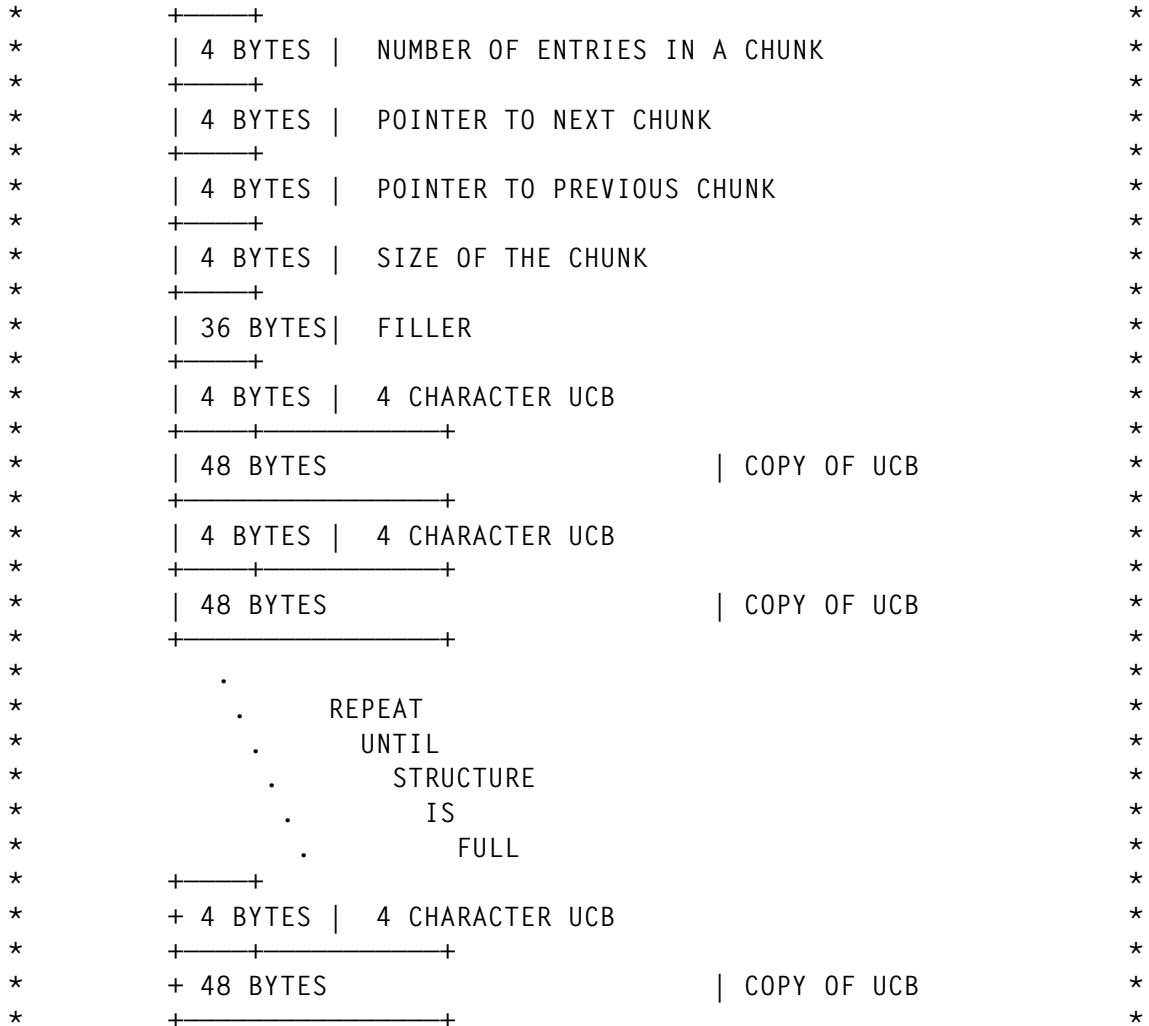 *          +————+                                                        *
*          | 4 BYTES |  NUMBER OF ENTRIES IN A CHUNK                     *
*          +————+                                                        *
*          | 4 BYTES |  POINTER TO NEXT CHUNK                            *
*          +————+                                                        *
*          | 4 BYTES |  POINTER TO PREVIOUS CHUNK                        *
*          +————+                                                        *
*          | 4 BYTES |  SIZE OF THE CHUNK                                *
*          +————+                                                        *
*          | 36 BYTES|  FILLER                                           *
*          +————+                                                        *
*          | 4 BYTES |  4 CHARACTER UCB                                  *
*          +————+———————————+                                            *
*          | 48 BYTES                        | COPY OF UCB             *
*          +————————————————+                                            *
*          | 4 BYTES |  4 CHARACTER UCB                                  *
*          +————+———————————+                                            *
*          | 48 BYTES                        | COPY OF UCB             *
*          +————————————————+                                            *
*             .                                                          *
*              .     REPEAT                                              *
*               .      UNTIL                                             *
*                .       STRUCTURE                                       *
*                 .        IS                                            *
*                  .         FULL                                        *
*          +————+                                                        *
*          + 4 BYTES |  4 CHARACTER UCB                                  *
*          +————+———————————+                                            *
*          + 48 BYTES                        | COPY OF UCB             *
*          +————————————————+                                            *